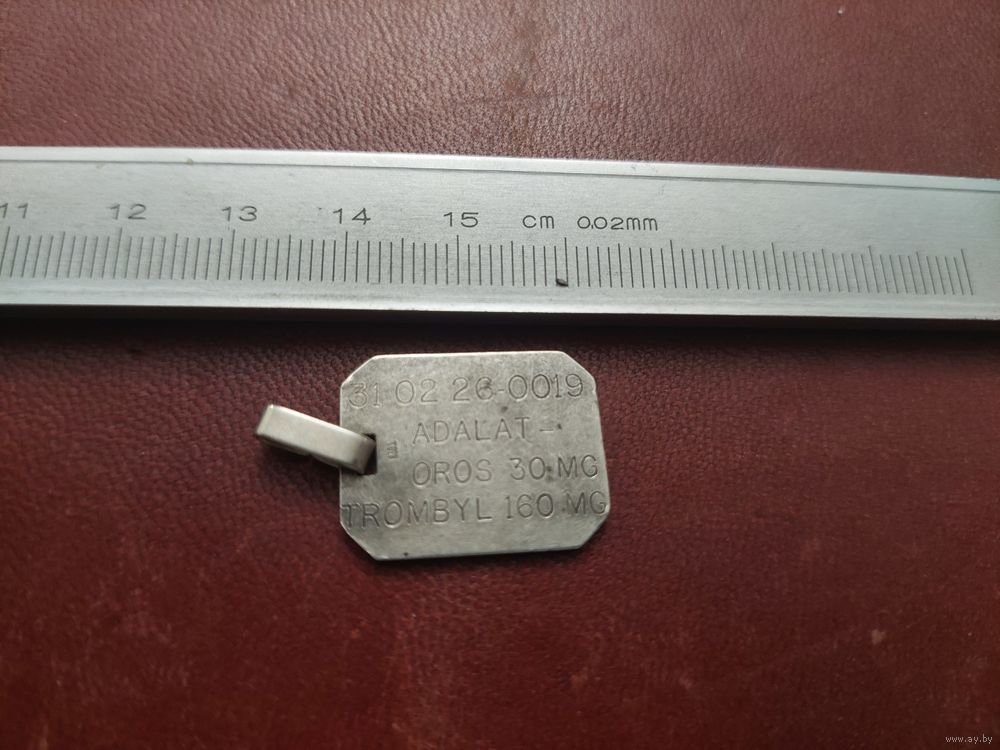 11 12 13 14 15 cm 0.02mm
31 02 26-0019
ADALAT-
OROS 30 MG
TROMBYL 160 MG
www.ay.by